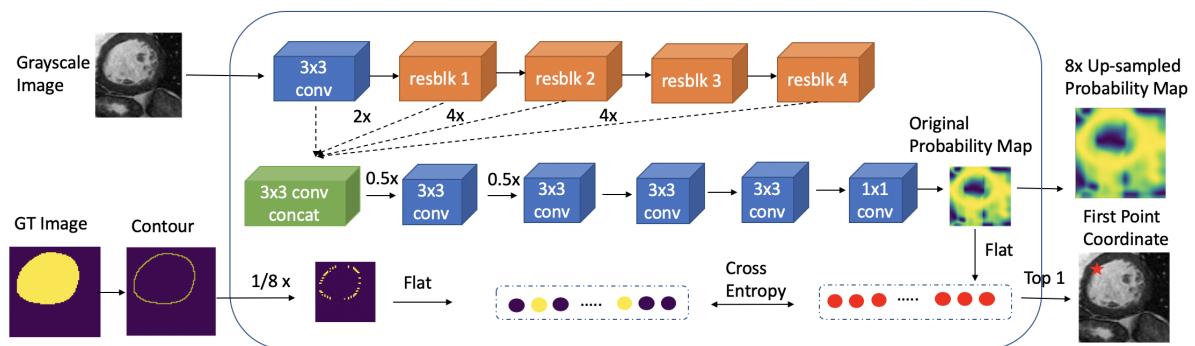 Grayscale
Image
3x3
conv
resblk 1
resblk 2
resblk 3
resblk 4
2x
4x
4x
8x Up-sampled
Probability Map
Original
Probability Map
3x3 conv
concat
0.5x
3x3
conv
0.5x
3x3
conv
3x3
conv
3x3
conv
1x1
conv
GT Image
Contour
1/8 x
Flat
.....
Cross
Entropy
Flat
.....
Top 1
First Point
Coordinate